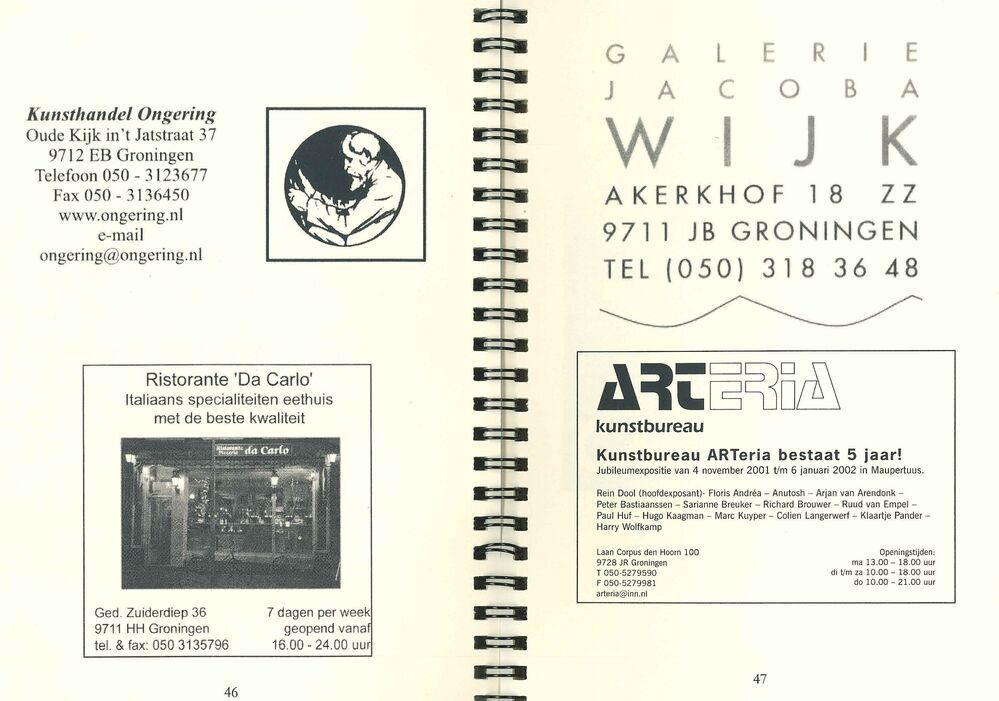 Kunsthandel Ongering
Oude Kijk in't Jatstraat 37
9712 EB Groningen
Telefoon 050 - 3123677
Fax 050 - 3136450
www.ongering.nl
e-mail
ongering@ongering.nl
Ristorante 'Da Carlo'
Italiaans specialiteiten eethuis
met de beste kwaliteit
Ristorante
Pizzeria
da Carlo
Ged. Zuiderdiep 36
9711 HH Groningen
tel. & fax: 050 3135796
7 dagen per week
geopend vanaf
16.00 - 24.00 uur
46
GALERIE
JACOBA
WIJK
AKERKHOF 18 ZZ
9711 JB GRONINGEN
TEL (050) 318 36 48
ARTERIA
kunstbureau
Kunstbureau ARTeria bestaat 5 jaar!
Jubileumexpositie van 4 november 2001 t/m 6 januari 2002 in Maupertuus.
Rein Dool (hoofdexposant)- Floris Andréa – Anutosh – Arjan van Arendonk –
Peter Bastiaanssen – Sarianne Breuker – Richard Brouwer – Ruud van Empel –
Paul Huf – Hugo Kaagman – Marc Kuyper – Colien Langerwerf – Klaartje Pander –
Harry Wolfkamp
Laan Corpus den Hoorn 100
9728 JR Groningen
T 050-5279590
F 050-5279981
arteria@inn.nl
Openingstijden:
ma 13.00 – 18.00 uur
di t/m za 10.00 – 18.00 uur
do 10.00 – 21.00 uur
47